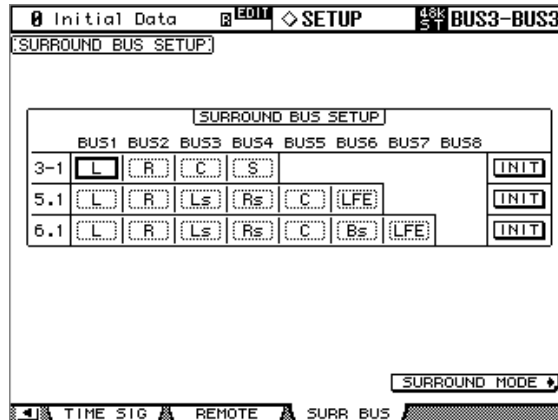 0 Initial Data R EDIT ◇ SETUP 48k ST BUS3-BUS3
SURROUND BUS SETUP
SURROUND BUS SETUP
BUS1 BUS2 BUS3 BUS4 BUS5 BUS6 BUS7 BUS8
3-1 L R C S INIT
5.1 L R Ls Rs C LFE INIT
6.1 L R Ls Rs C Bs LFE INIT
SURROUND MODE
TIME SIG REMOTE SURR BUS